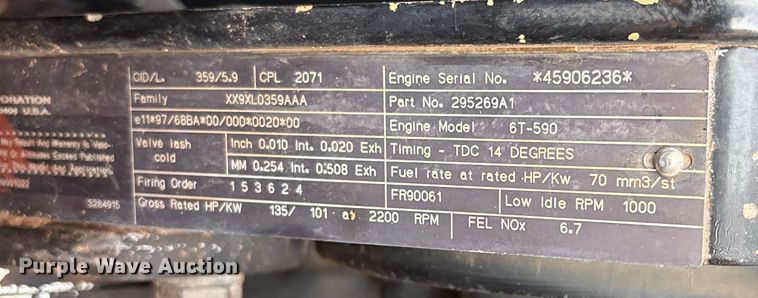 CID/L. 359/5.9 CPL 2071
Family XX9XL0359AAA
e11*97/68BA*00/000*0020*00
Valve lash cold Inch 0.010 Int. 0.020 Exh
MM 0.254 Int. 0.508 Exh
Firing Order 1 5 3 6 2 4
Gross Rated HP/KW 135/ 101 at 2200 RPM
Engine Serial No. *45906236*
Part No. 295269A1
Engine Model 6T-590
Timing - TDC 14 DEGREES
Fuel rate at rated HP/Kw 70 mm3/st
FR90061 Low Idle RPM 1000
FEL NOx 6.7
U.S.A.
3284915
Purple Wave Auction